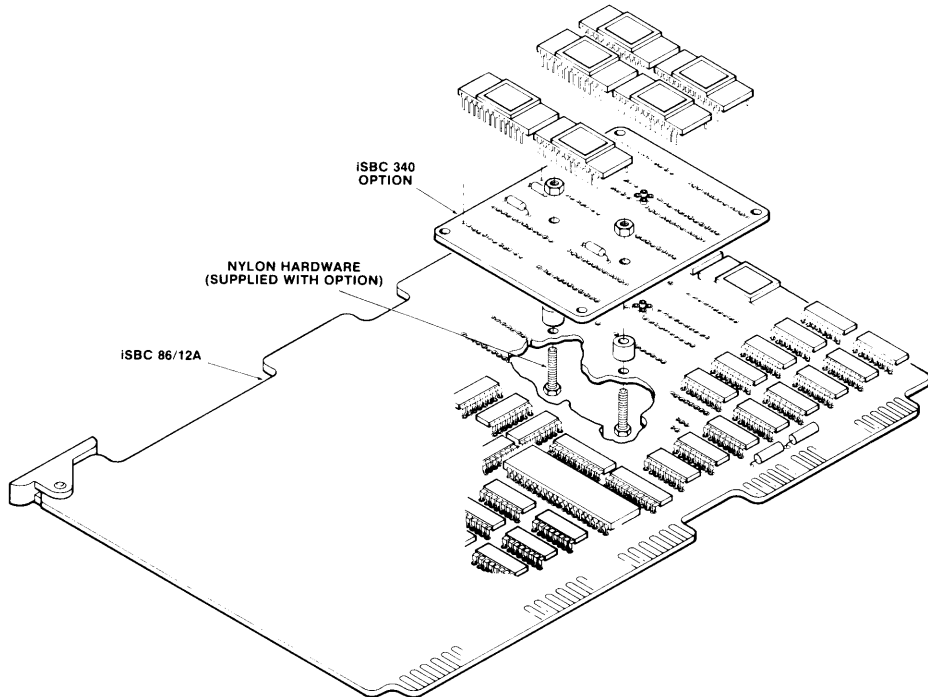 iSBC 340
OPTION
NYLON HARDWARE
(SUPPLIED WITH OPTION)
iSBC 86/12A